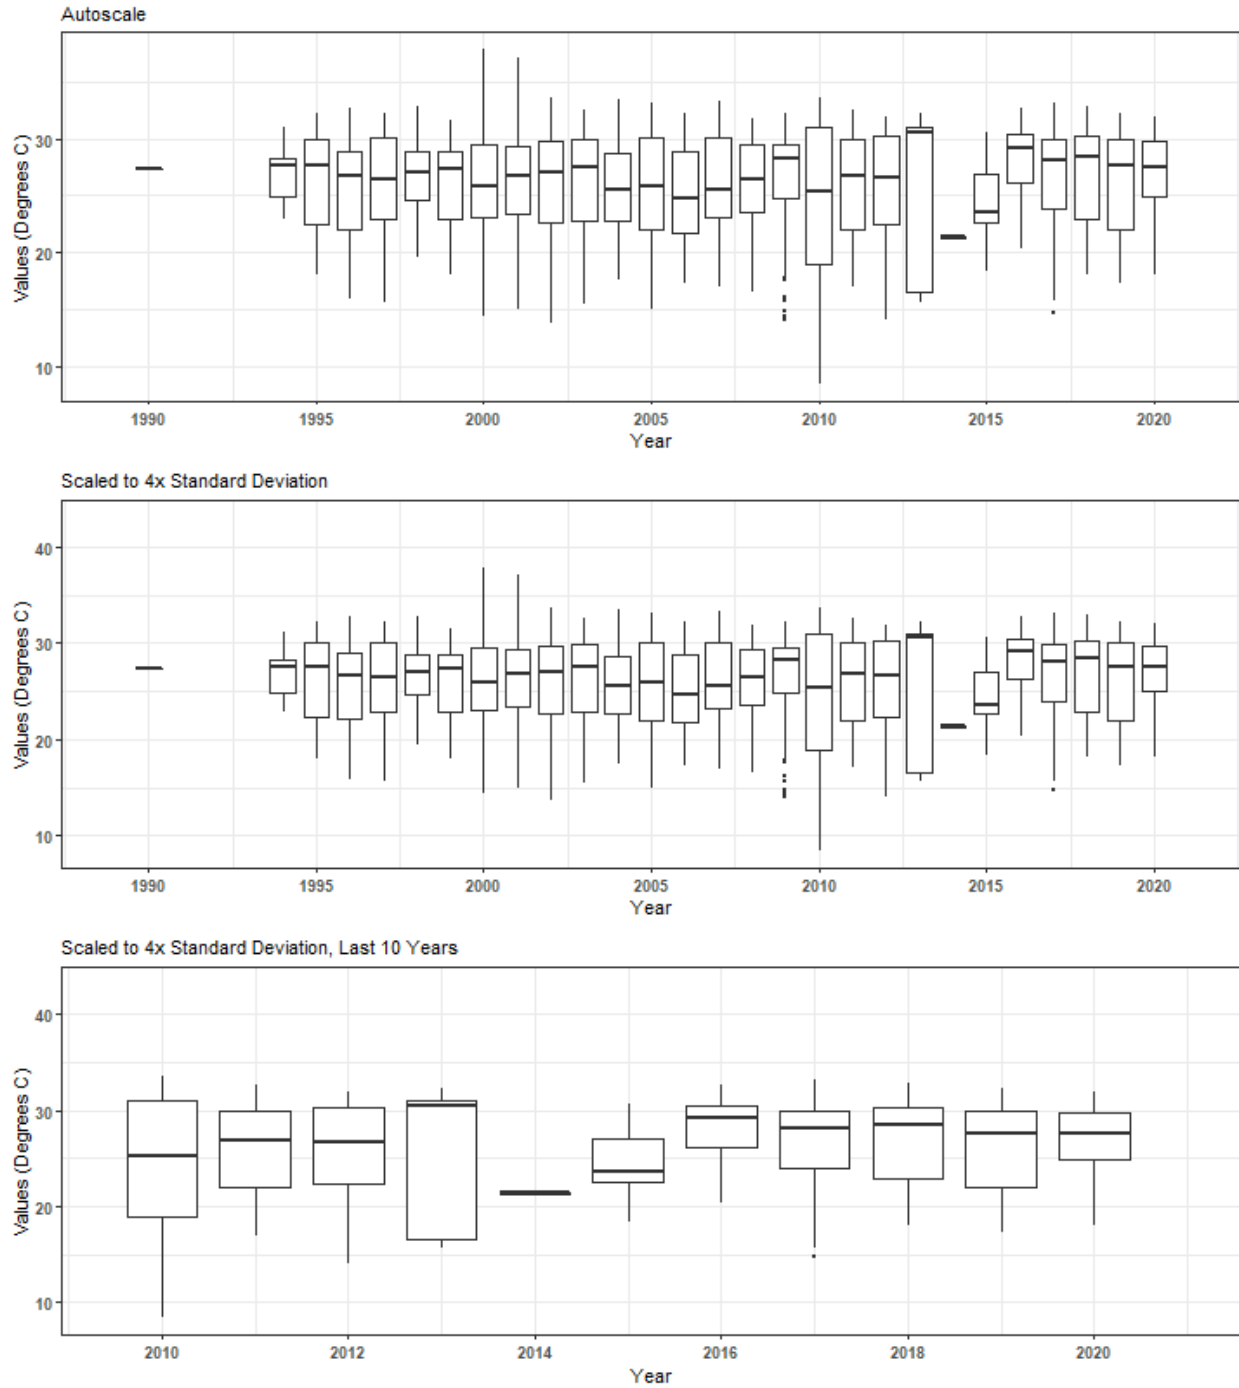 Autoscale
Values (Degrees C)
30
20
10
1990 1995 2000 2005 2010 2015 2020
Year
Scaled to 4x Standard Deviation
Values (Degrees C)
40
30
20
10
1990 1995 2000 2005 2010 2015 2020
Year
Scaled to 4x Standard Deviation, Last 10 Years
Values (Degrees C)
40
30
20
10
2010 2012 2014 2016 2018 2020
Year